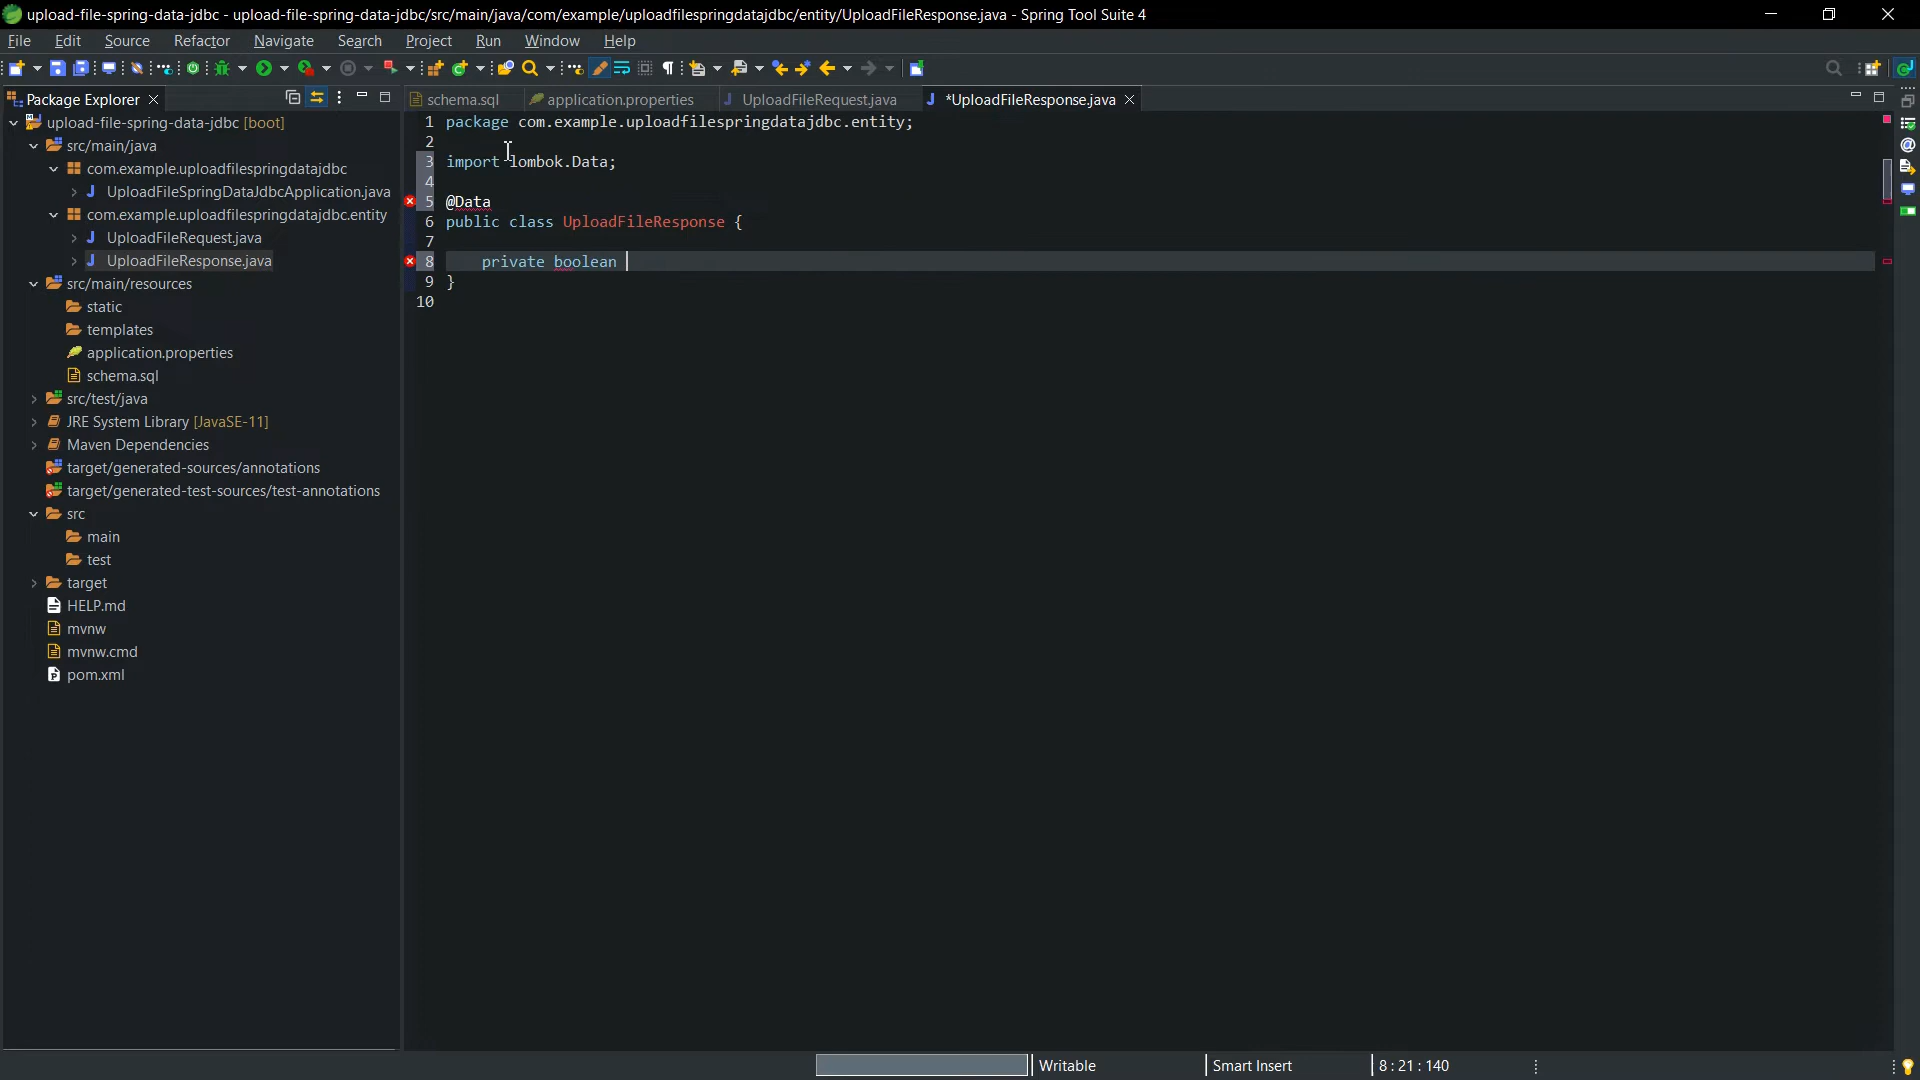 upload-file-spring-data-jdbc - upload-file-spring-data-jdbc/src/main/java/com/example/uploadfilespringdatajdbc/entity/UploadFileResponse.java - Spring Tool Suite 4
File Edit Source Refactor Navigate Search Project Run Window Help
Package Explorer
schema.sql application.properties UploadFileRequest.java *UploadFileResponse.java
upload-file-spring-data-jdbc [boot]
src/main/java
com.example.uploadfilespringdatajdbc
UploadFileSpringDataJdbcApplication.java
com.example.uploadfilespringdatajdbc.entity
UploadFileRequest.java
UploadFileResponse.java
src/main/resources
static
templates
application.properties
schema.sql
src/test/java
JRE System Library [JavaSE-11]
Maven Dependencies
target/generated-sources/annotations
target/generated-test-sources/test-annotations
src
main
test
target
HELP.md
mvnw
mvnw.cmd
pom.xml
1 package com.example.uploadfilespringdatajdbc.entity;
2
3 import lombok.Data;
4
5 @Data
6 public class UploadFileResponse {
7
8 private boolean
9 }
10
Writable Smart Insert 8 : 21 : 140